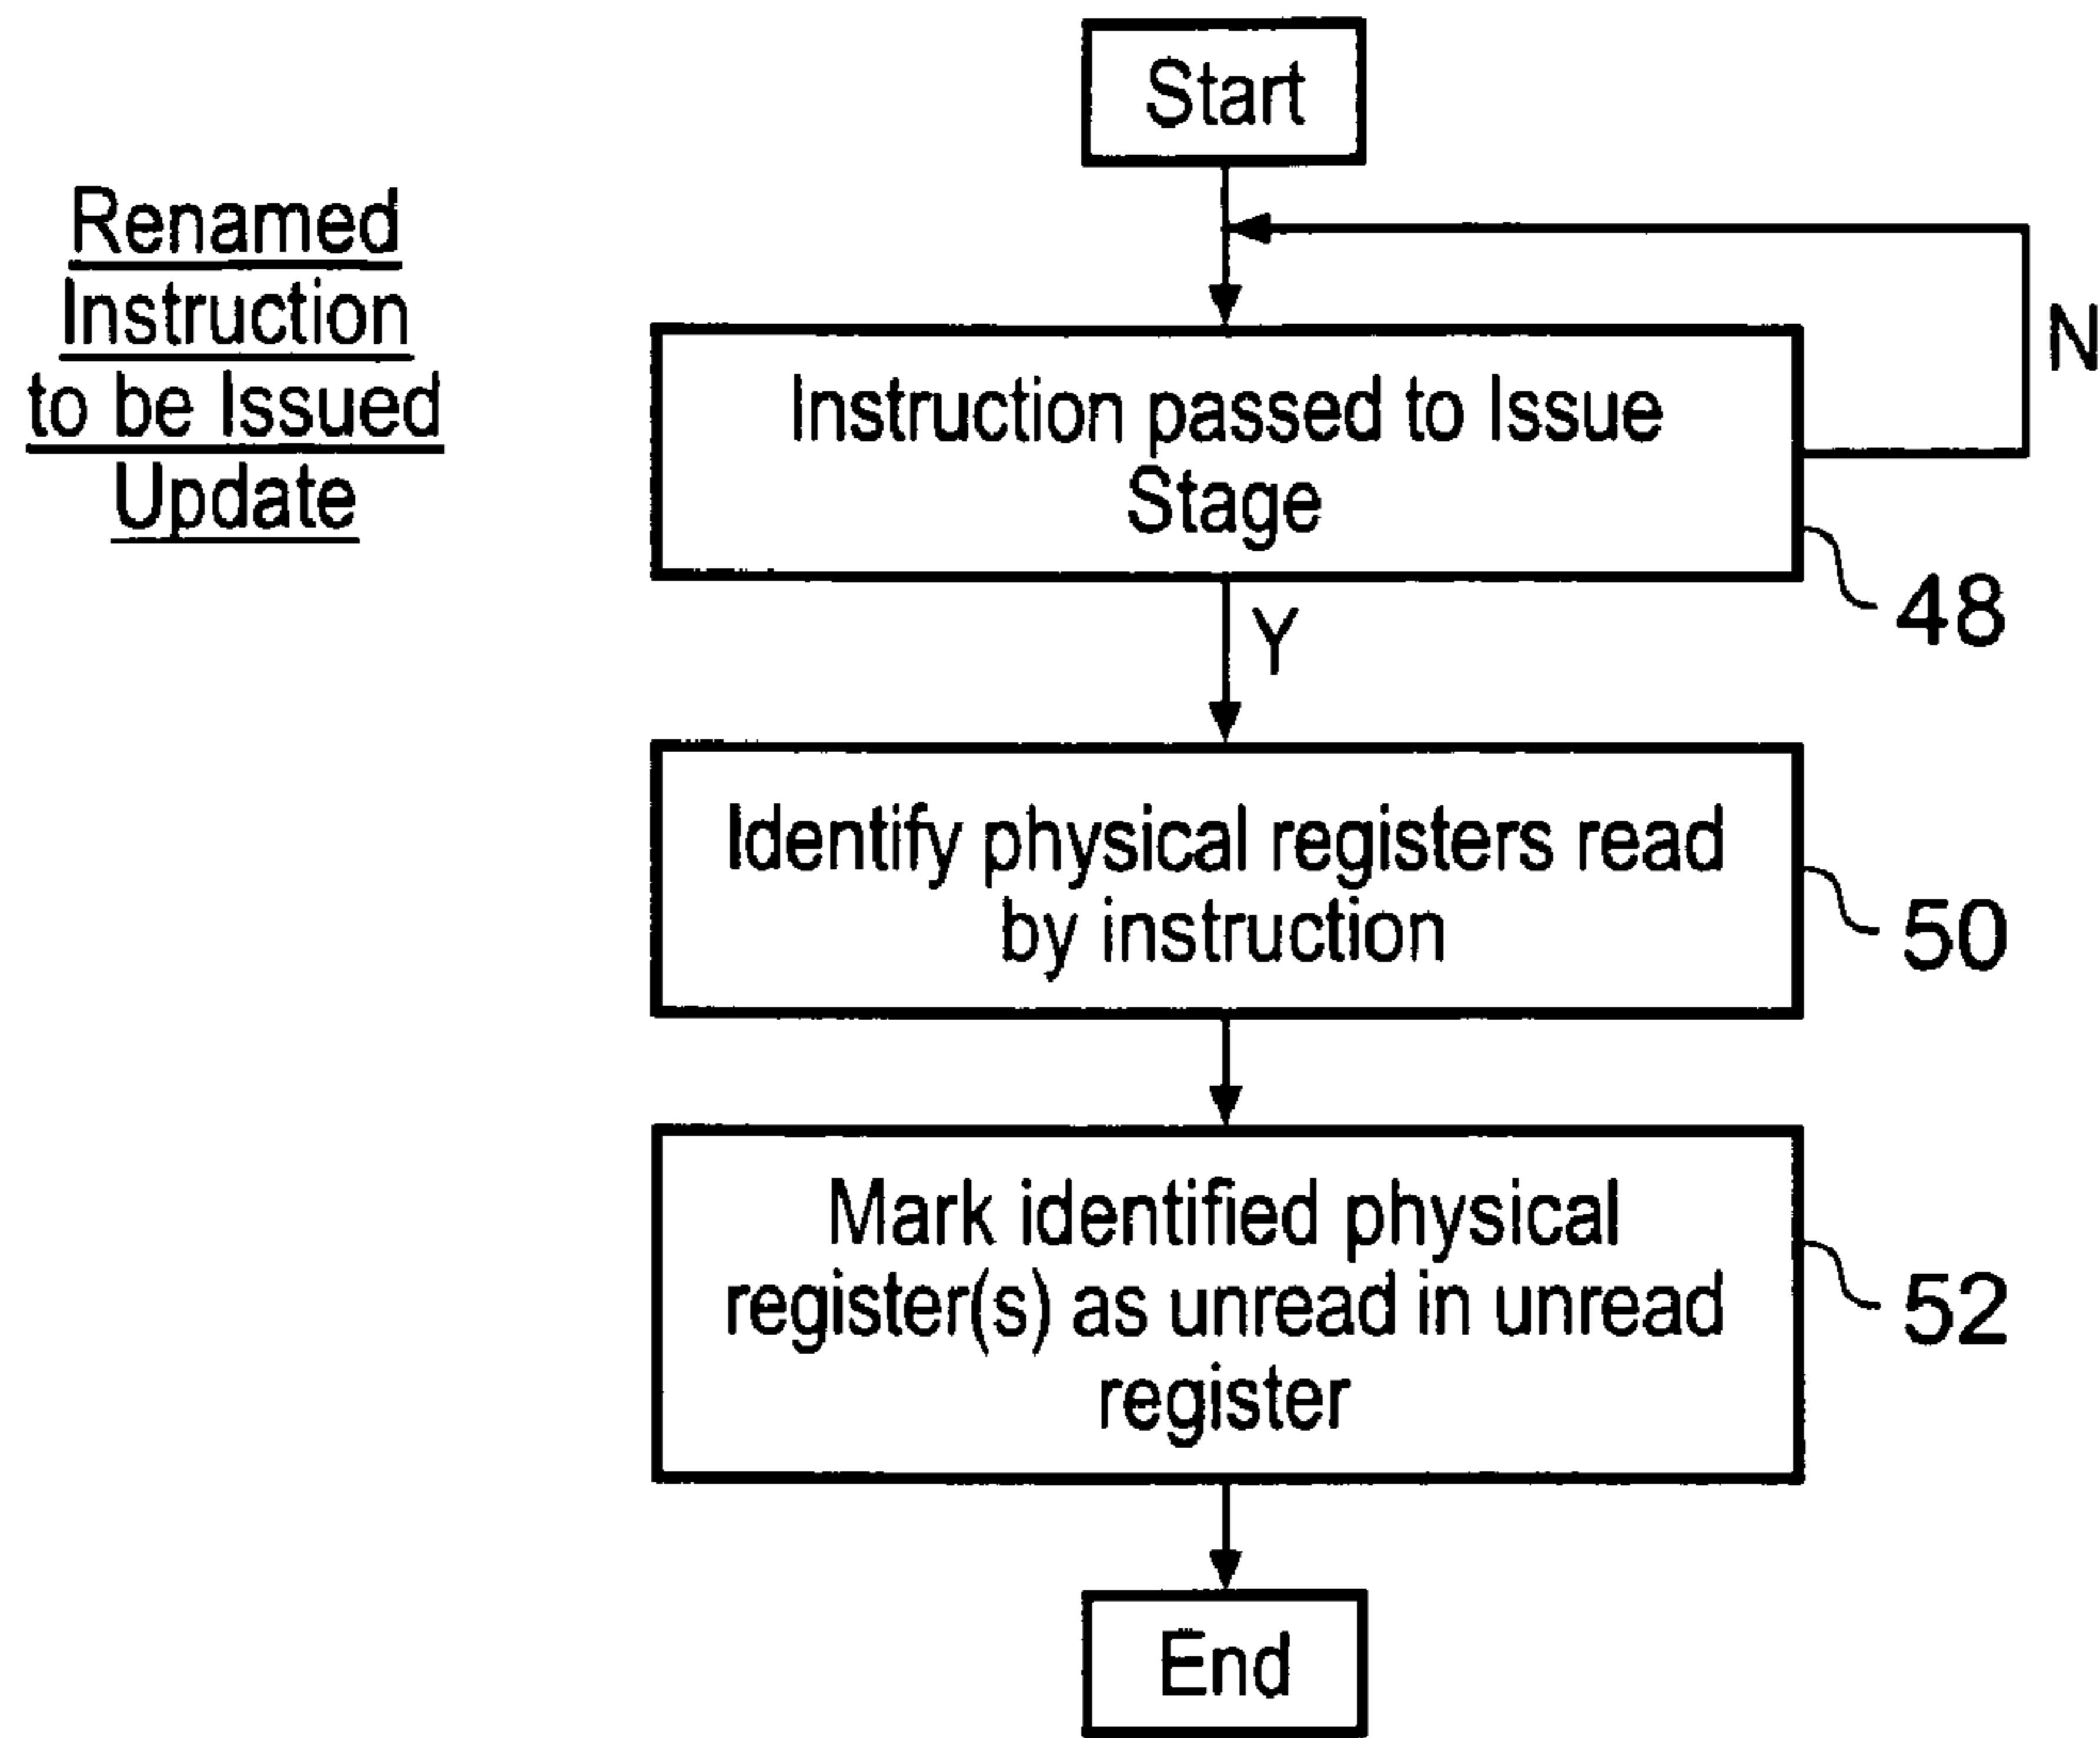 Renamed
Instruction
to be Issued
Update
Start
N
Instruction passed to Issue
Stage
48
Y
Identify physical registers read
by instruction
50
Mark identified physical
register(s) as unread in unread
register
52
End